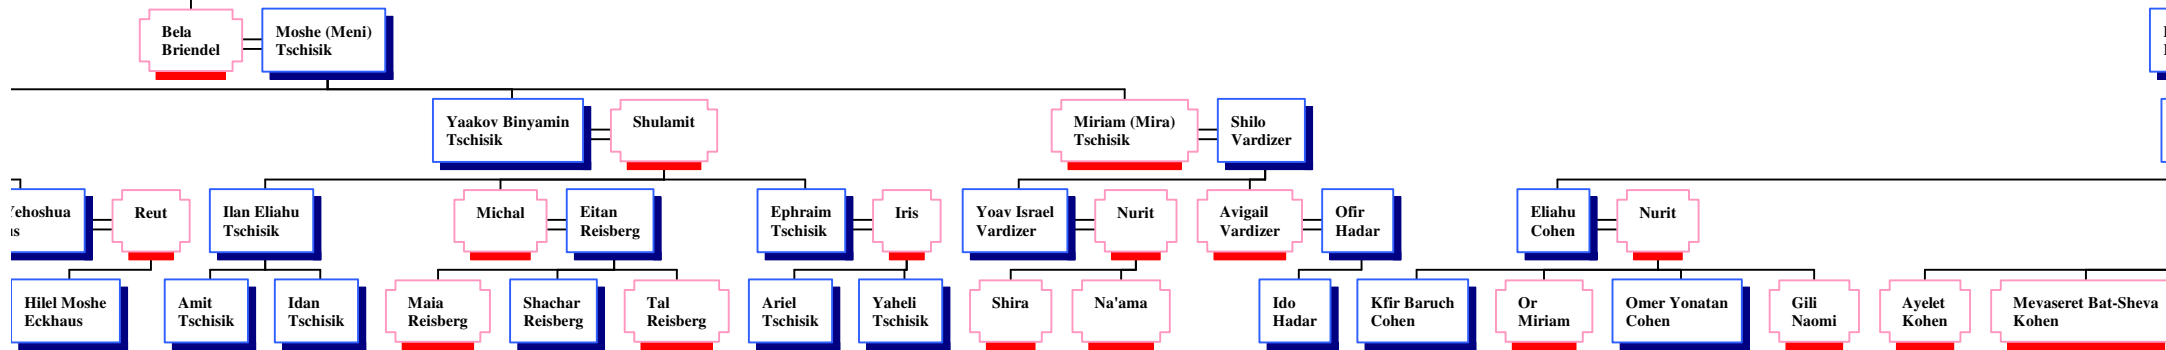 Bela
Briendel
Moshe (Meni)
Tschisik
Yaakov Binyamin
Tschisik
Shulamit
Miriam (Mira)
Tschisik
Shilo
Vardizer
Reut
Ilan Eliahu
Tschisik
Michal
Eitan
Reisberg
Ephraim
Tschisik
Iris
Yoav Israel
Vardizer
Nurit
Avigail
Vardizer
Ofir
Hadar
Eliahu
Cohen
Nurit
Hilel Moshe
Eckhaus
Amit
Tschisik
Idan
Tschisik
Maia
Reisberg
Shachar
Reisberg
Tal
Reisberg
Ariel
Tschisik
Yaheli
Tschisik
Shira
Na'ama
Ido
Hadar
Kfir Baruch
Cohen
Or
Miriam
Omer Yonatan
Cohen
Gili
Naomi
Ayelet
Kohen
Mevaseret Bat-Sheva
Kohen